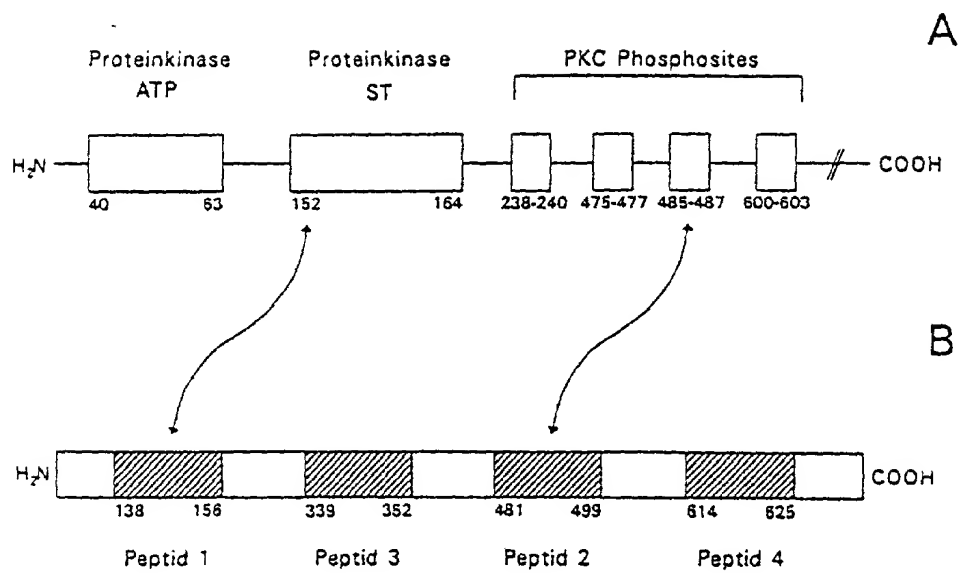 A
Proteinkinase ATP
Proteinkinase ST
PKC Phosphosites
H₂N
COOH
40
63
152
164
238-240
475-477
485-487
600-603
B
H₂N
COOH
138
156
339
352
481
499
614
625
Peptid 1
Peptid 3
Peptid 2
Peptid 4